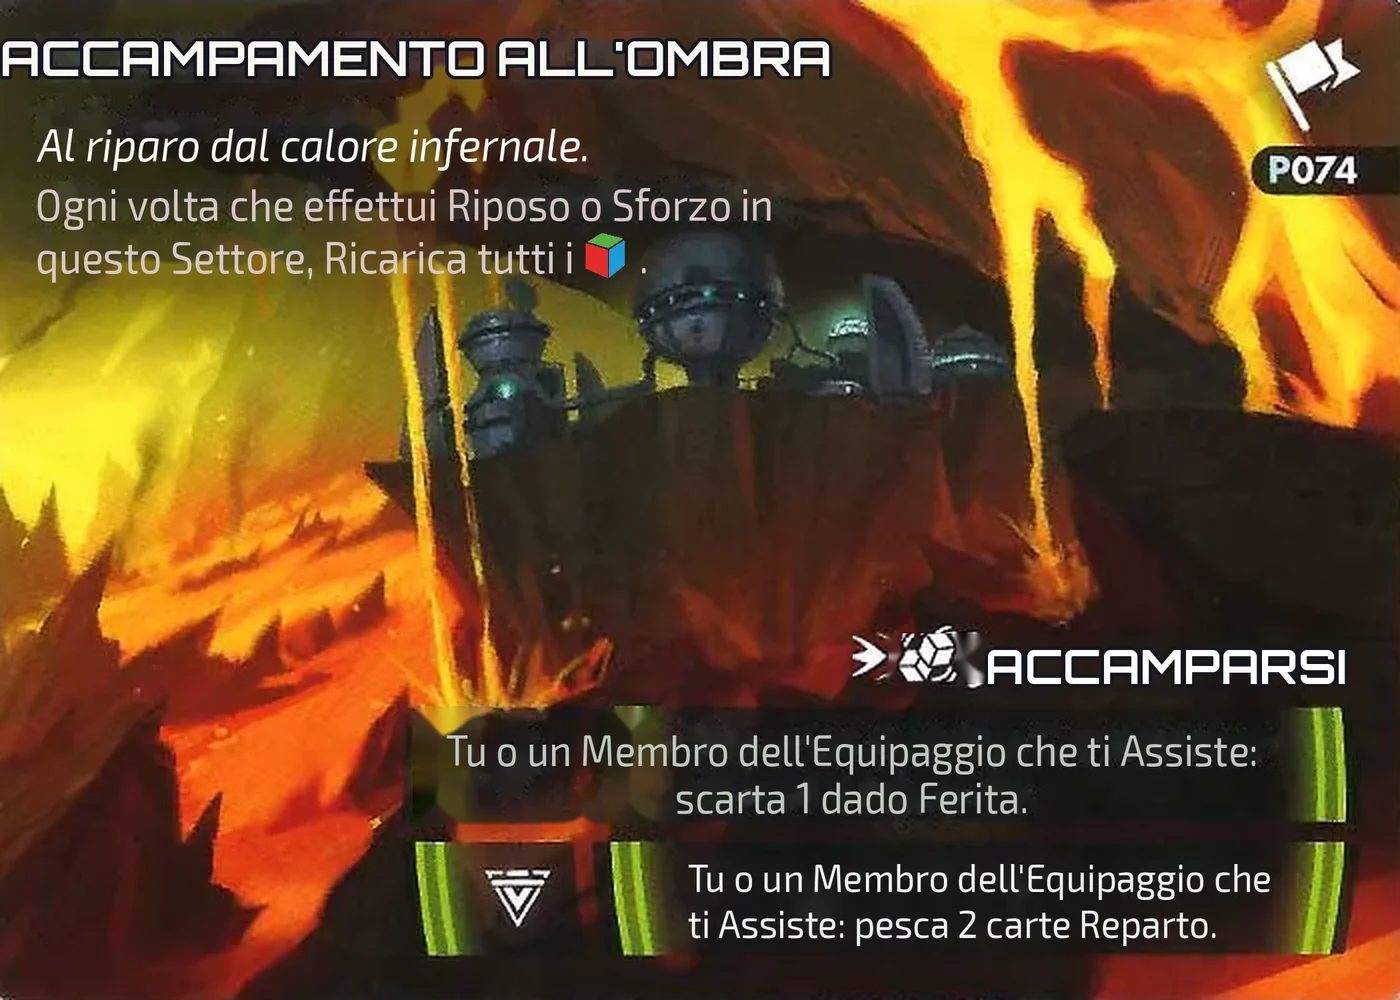 ACCAMPAMENTO ALL'OMBRA
P074
Al riparo dal calore infernale.
Ogni volta che effettui Riposo o Sforzo in
questo Settore, Ricarica tutti i .
ACCAMPARSI
Tu o un Membro dell'Equipaggio che ti Assiste:
scarta 1 dado Ferita.
Tu o un Membro dell'Equipaggio che
ti Assiste: pesca 2 carte Reparto.